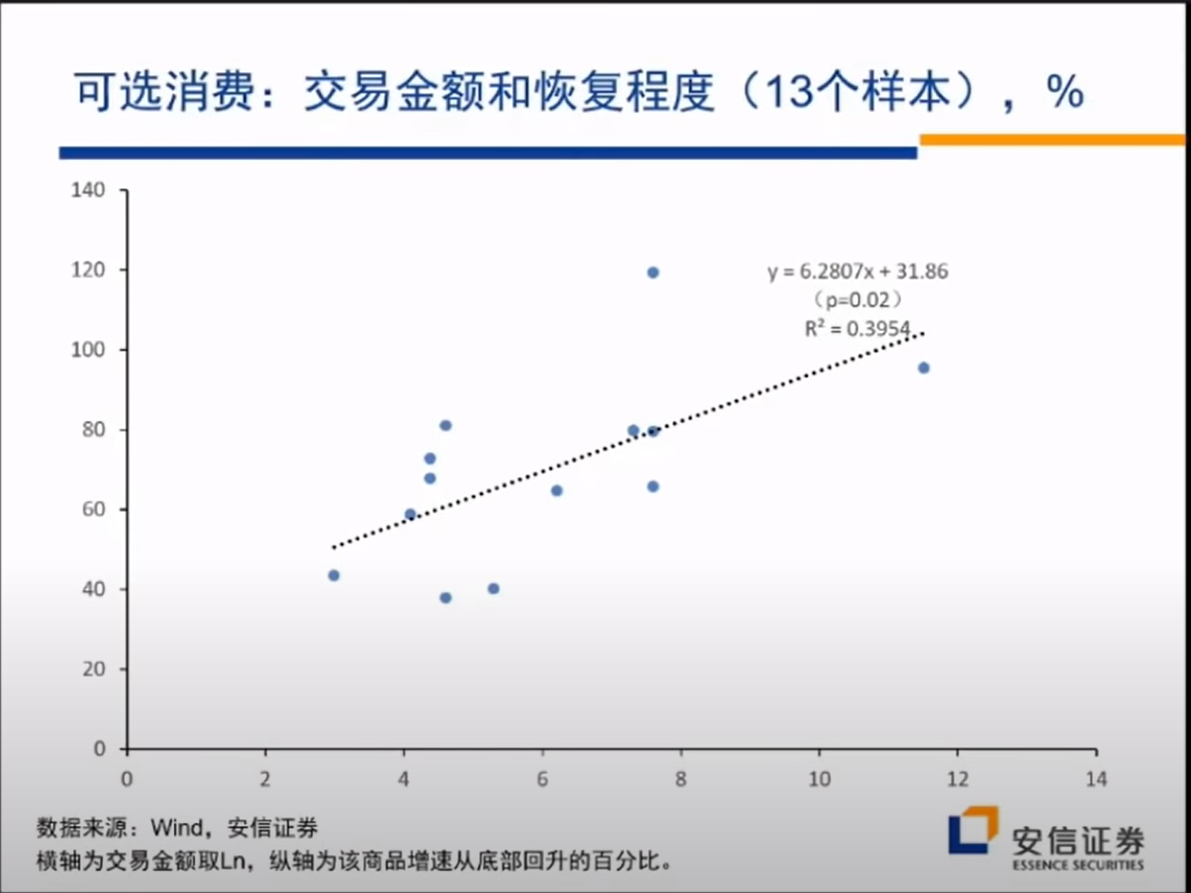 可选消费：交易金额和恢复程度（13个样本），%
140
120
100
80
60
40
20
0
y = 6.2807x + 31.86
（p=0.02）
R² = 0.3954
0 2 4 6 8 10 12 14
数据来源：Wind，安信证券
横轴为交易金额取Ln，纵轴为该商品增速从底部回升的百分比。
安信证券
ESSENCE SECURITIES